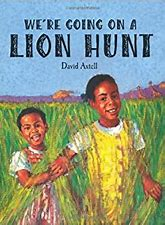 WE'RE GOING ON A
LION HUNT
David Axtell